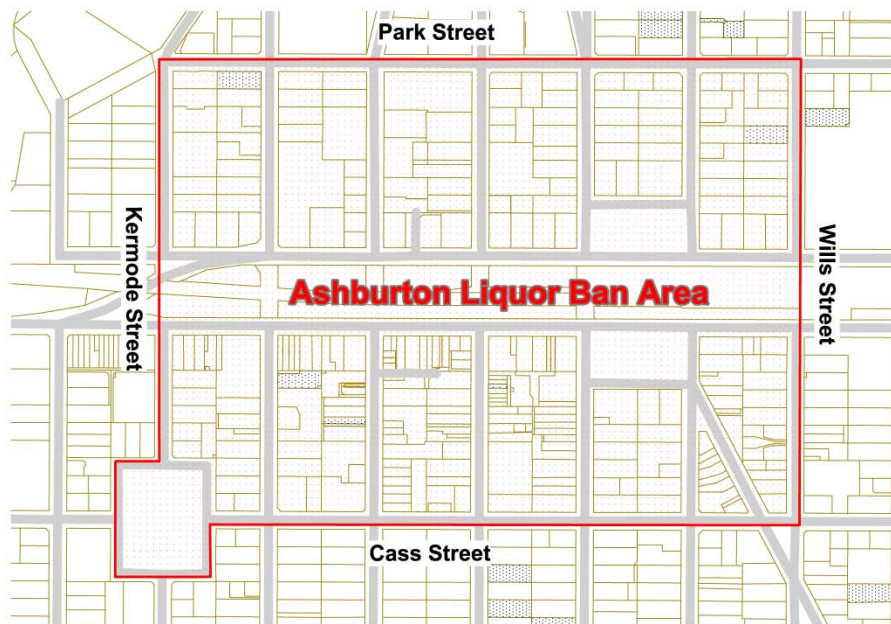 Park Street
Kermode Street
Ashburton Liquor Ban Area
Wills Street
Cass Street